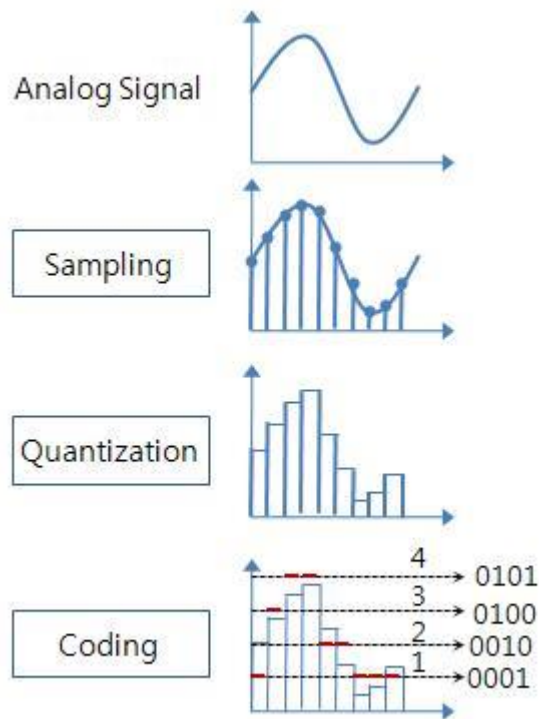 Analog Signal
Sampling
Quantization
Coding
4
0101
3
0100
2
0010
1
0001